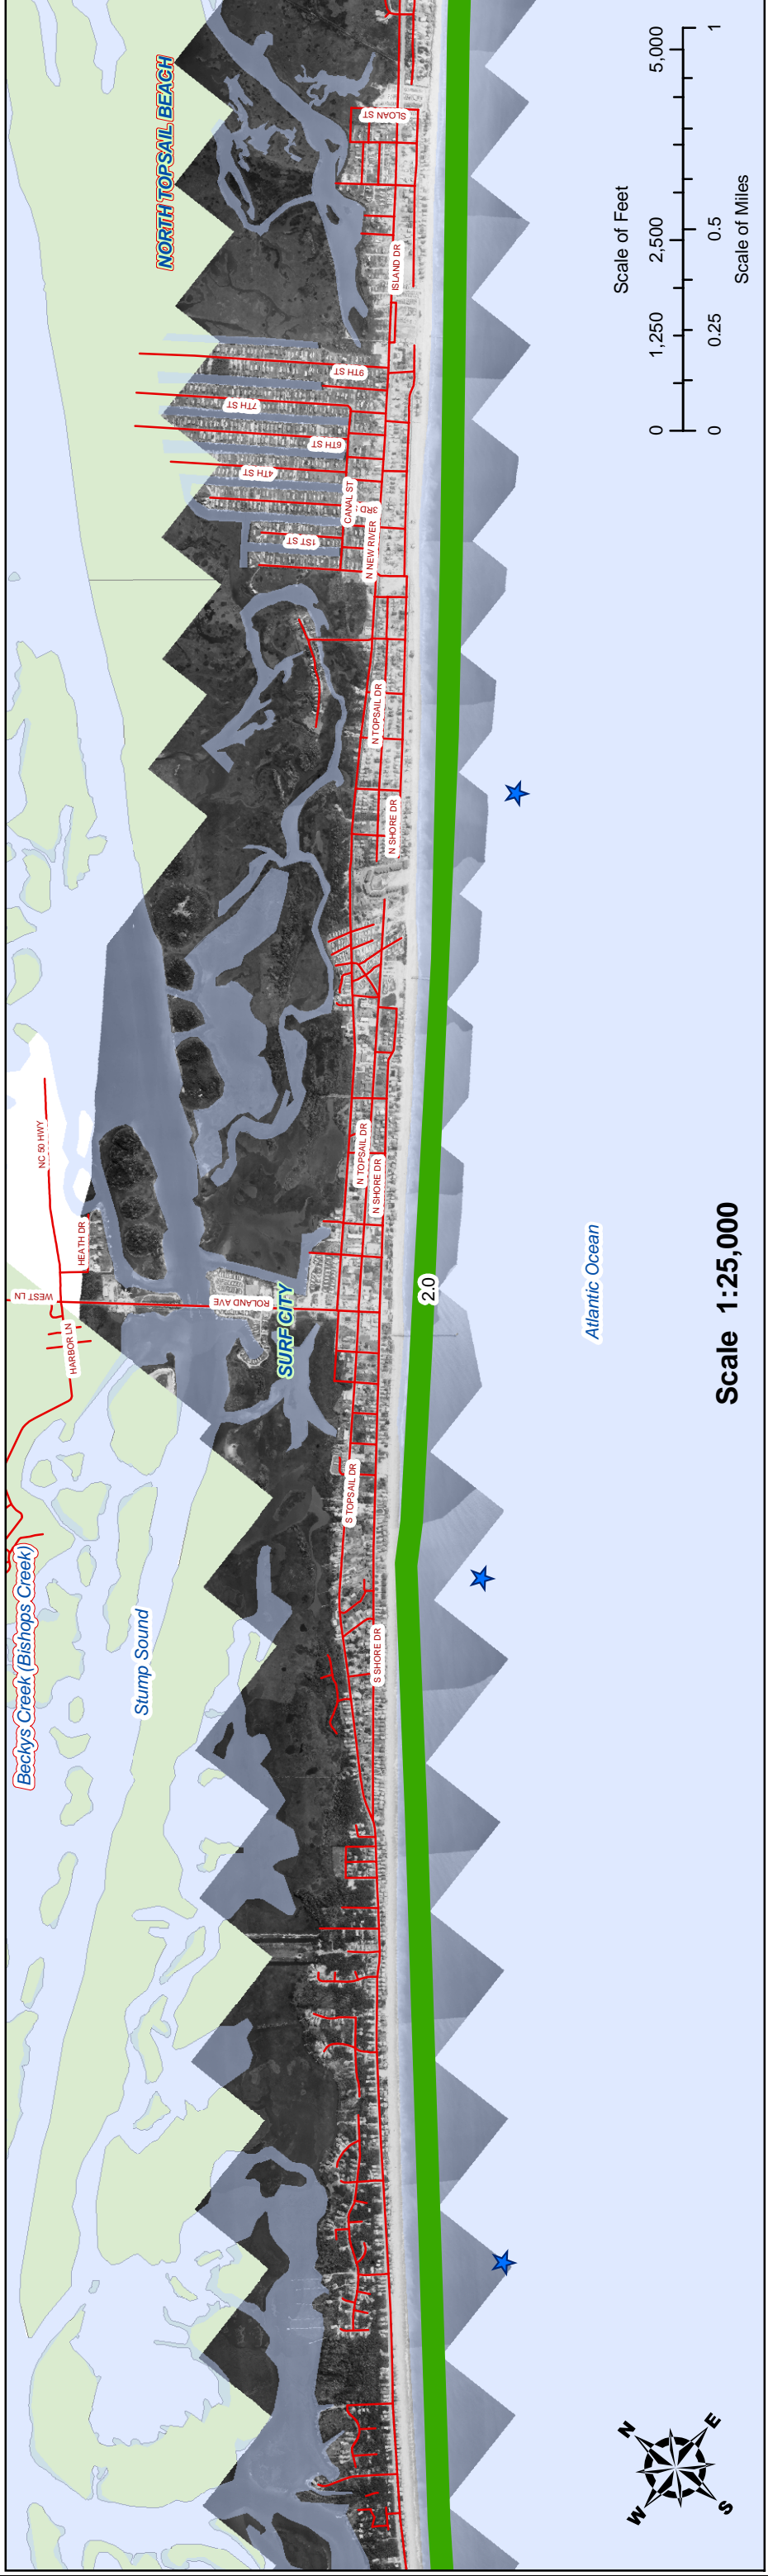 NORTH TOPSAIL BEACH
SLOAN ST
ISLAND DR
9TH ST
7TH ST
6TH ST
4TH ST
CANAL ST
3RD
1ST ST
N NEW RIVER
N TOPSAIL DR
N SHORE DR
NC 50 HWY
HEATH DR
WEST LN
HARBOR LN
ROLAND AVE
SURF CITY
N TOPSAIL DR
N SHORE DR
2.0
Atlantic Ocean
S TOPSAIL DR
S SHORE DR
Beckys Creek (Bishops Creek)
Stump Sound
Scale of Feet
0 1,250 2,500 5,000
0 0.25 0.5 1
Scale of Miles
Scale 1:25,000
N
E
S
W